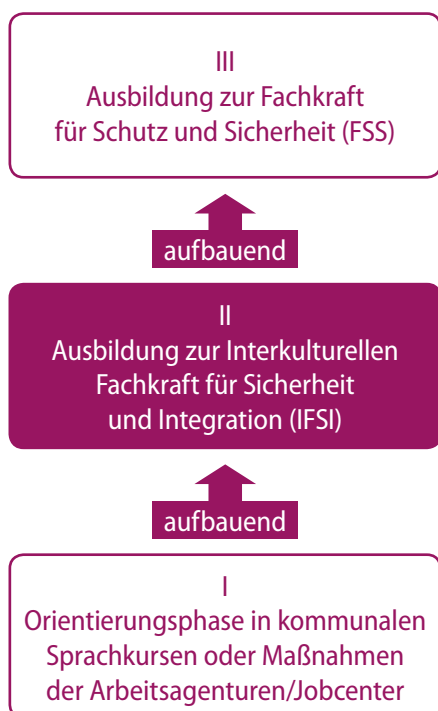 III
Ausbildung zur Fachkraft
für Schutz und Sicherheit (FSS)
aufbauend
II
Ausbildung zur Interkulturellen
Fachkraft für Sicherheit
und Integration (IFSI)
aufbauend
I
Orientierungsphase in kommunalen
Sprachkursen oder Maßnahmen
der Arbeitsagenturen/Jobcenter